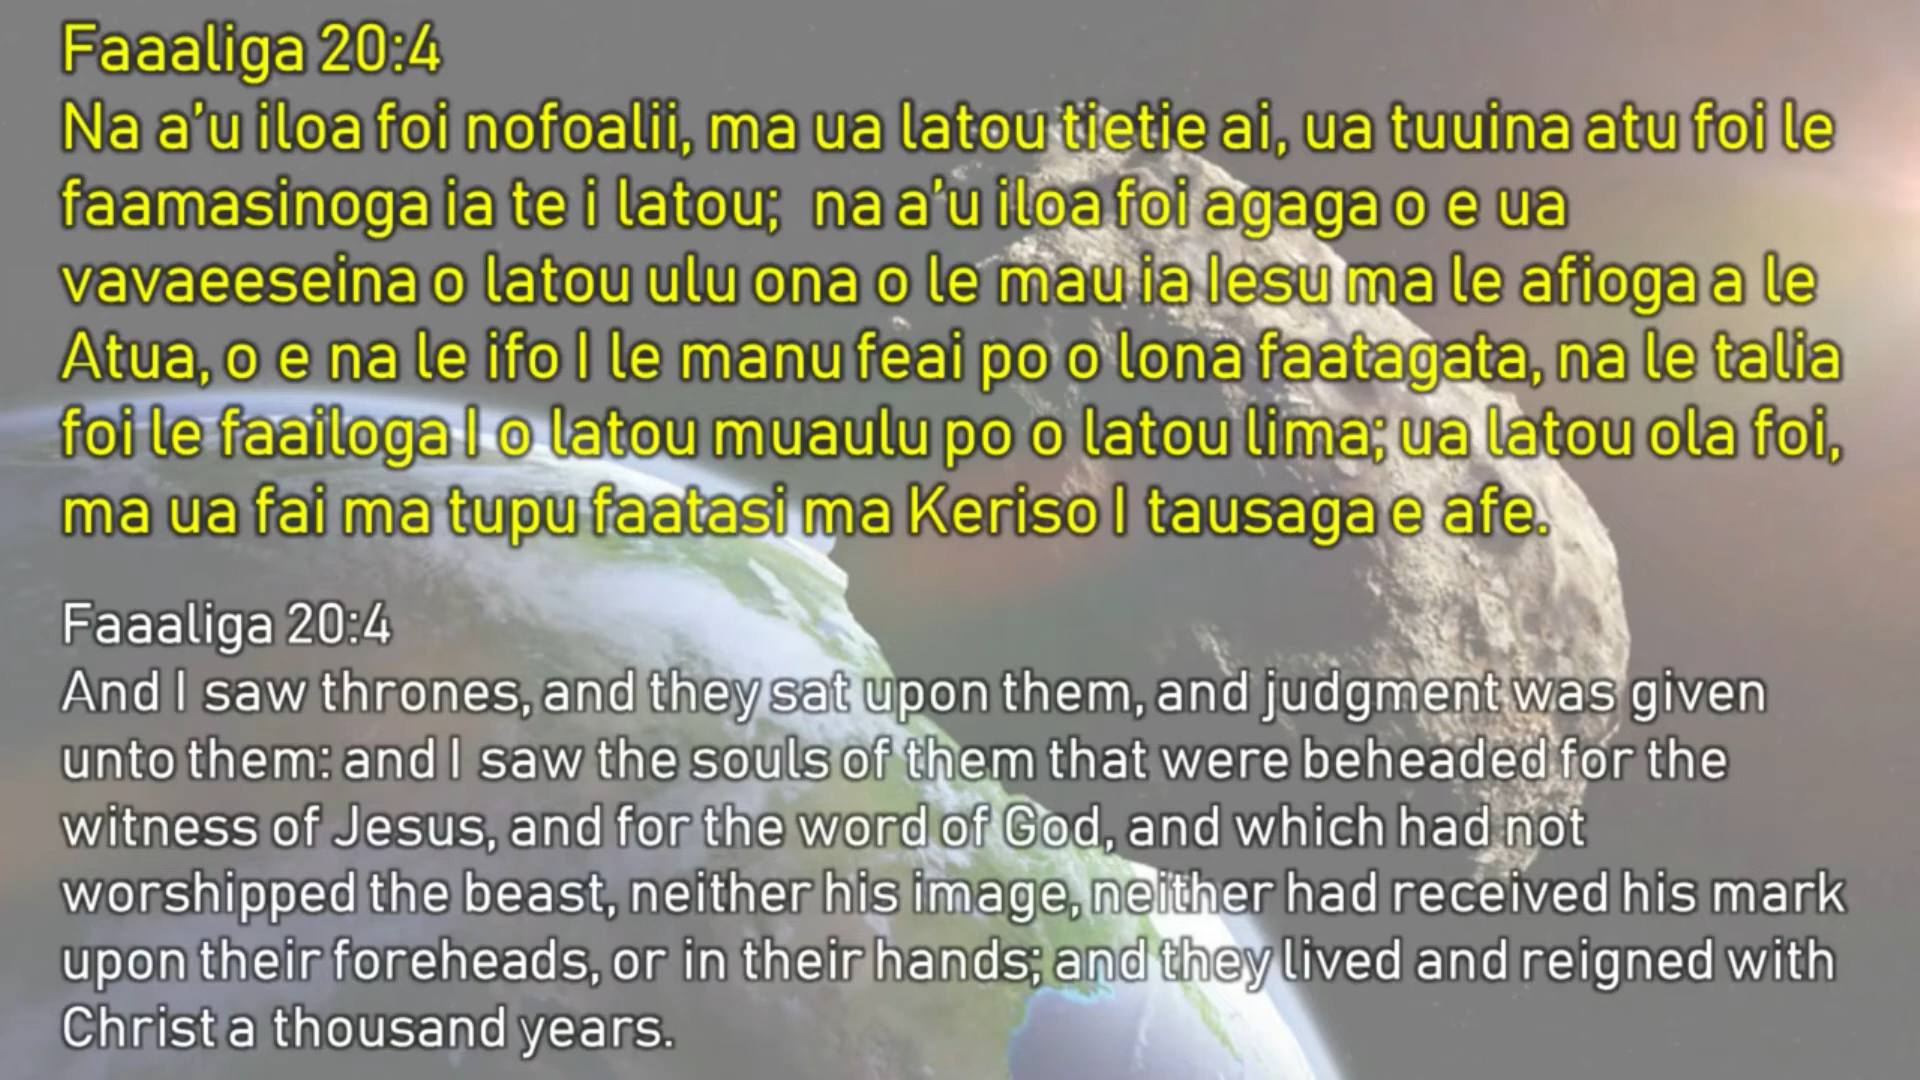 Faaaliga 20:4
Na a’u iloa foi nofoalii, ma ua latou tietie ai, ua tuuina atu foi le
faamasinoga ia te i latou;  na a’u iloa foi agaga o e ua
vavaeeseina o latou ulu ona o le mau ia Iesu ma le afioga a le
Atua, o e na le ifo I le manu feai po o lona faatagata, na le talia
foi le faailoga I o latou muaulu po o latou lima; ua latou ola foi,
ma ua fai ma tupu faatasi ma Keriso I tausaga e afe.
Faaaliga 20:4
And I saw thrones, and they sat upon them, and judgment was given
unto them: and I saw the souls of them that were beheaded for the
witness of Jesus, and for the word of God, and which had not
worshipped the beast, neither his image, neither had received his mark
upon their foreheads, or in their hands; and they lived and reigned with
Christ a thousand years.